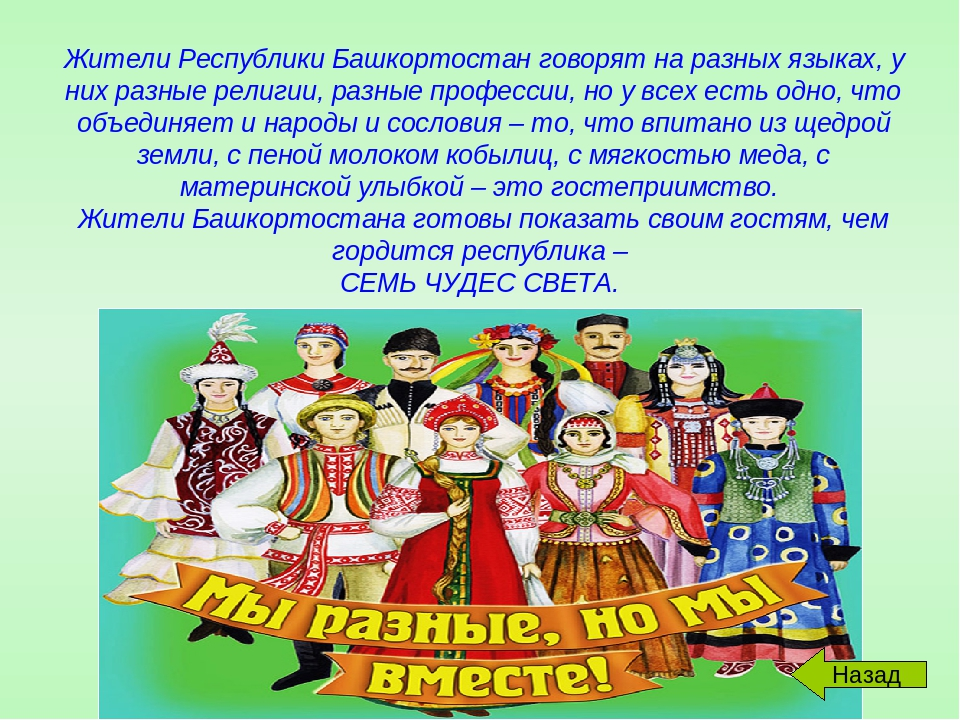 Жители Республики Башкортостан говорят на разных языках, у
них разные религии, разные профессии, но у всех есть одно, что
объединяет и народы и сословия – то, что впитано из щедрой
земли, с пеной молоком кобылиц, с мягкостью меда, с
материнской улыбкой – это гостеприимство.
Жители Башкортостана готовы показать своим гостям, чем
гордится республика –
СЕМЬ ЧУДЕС СВЕТА.
Мы разные, но мы
вместе!
Назад